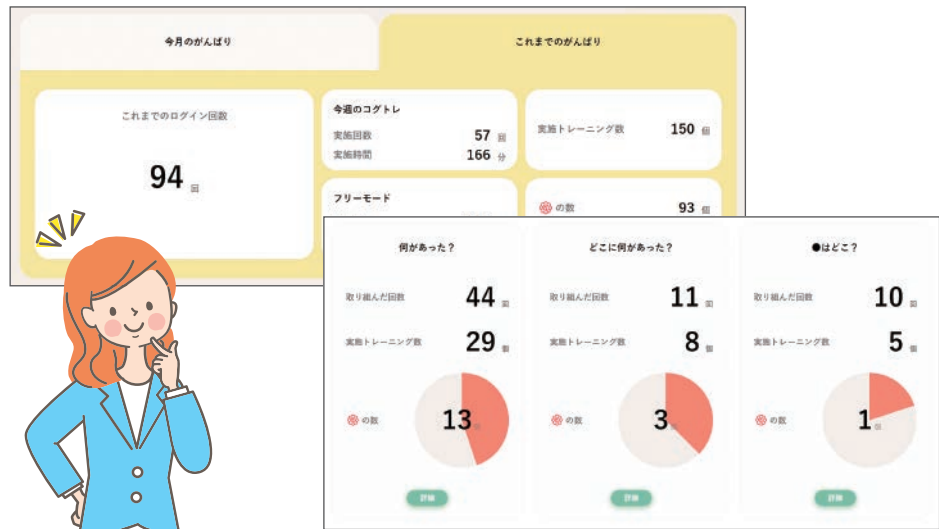 今月のがんばり
これまでのがんばり
これまでのログイン回数
94 回
今週のコグトレ
実施回数 57 回
実施時間 166 分
実施トレーニング数 150 個
フリーモード
の数 93 個
何があった?
取り組んだ回数 44 回
実施トレーニング数 29 個
の数 13 個
詳細
どこに何があった?
取り組んだ回数 11 回
実施トレーニング数 8 個
の数 3 個
詳細
●はどこ?
取り組んだ回数 10 回
実施トレーニング数 5 個
の数 1 個
詳細